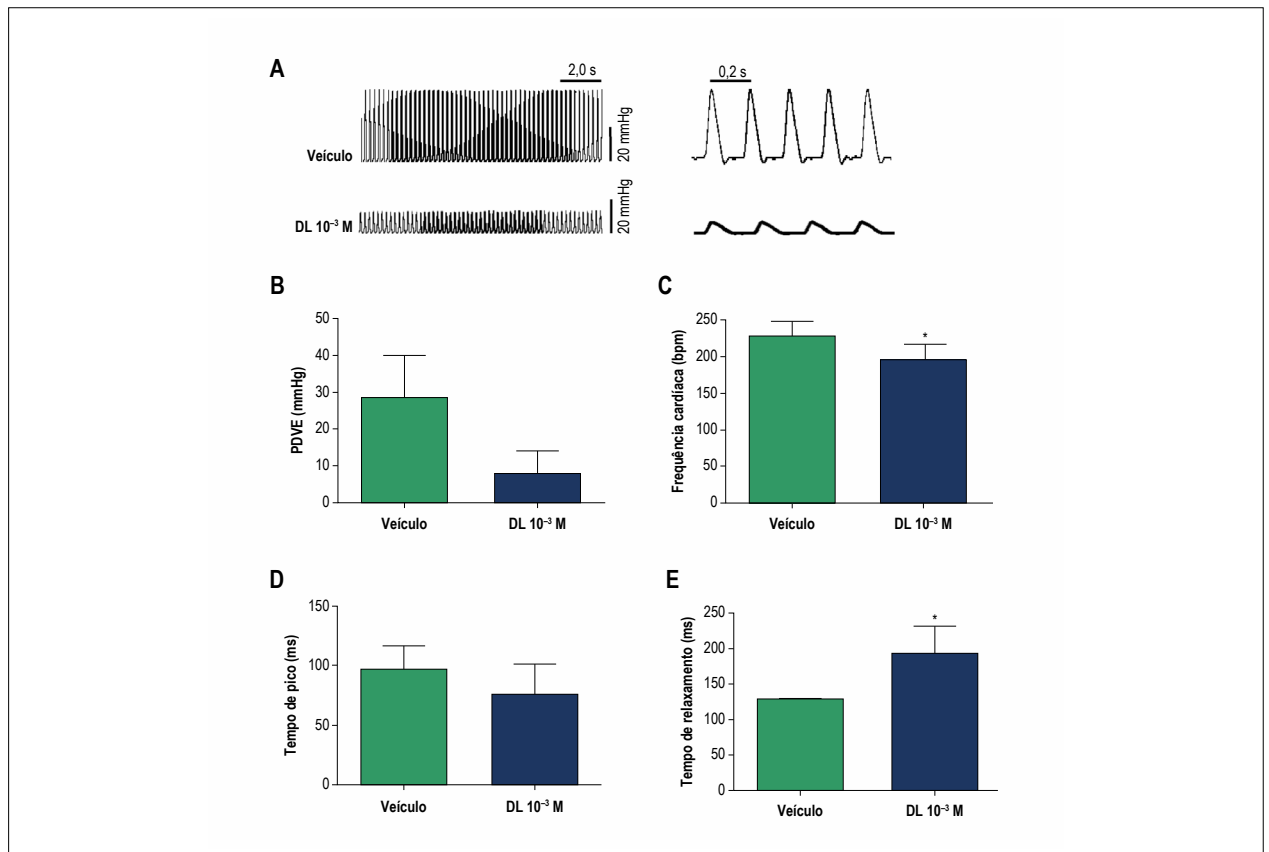 A
2,0 s
0,2 s
Veículo
20 mmHg
DL 10⁻³ M
20 mmHg
B
PDVE (mmHg)
50
40
30
20
10
0
Veículo
DL 10⁻³ M
C
Frequência cardíaca (bpm)
250
200
150
100
50
0
*
Veículo
DL 10⁻³ M
D
Tempo de pico (ms)
150
100
50
0
Veículo
DL 10⁻³ M
E
Tempo de relaxamento (ms)
250
200
150
100
50
0
*
Veículo
DL 10⁻³ M